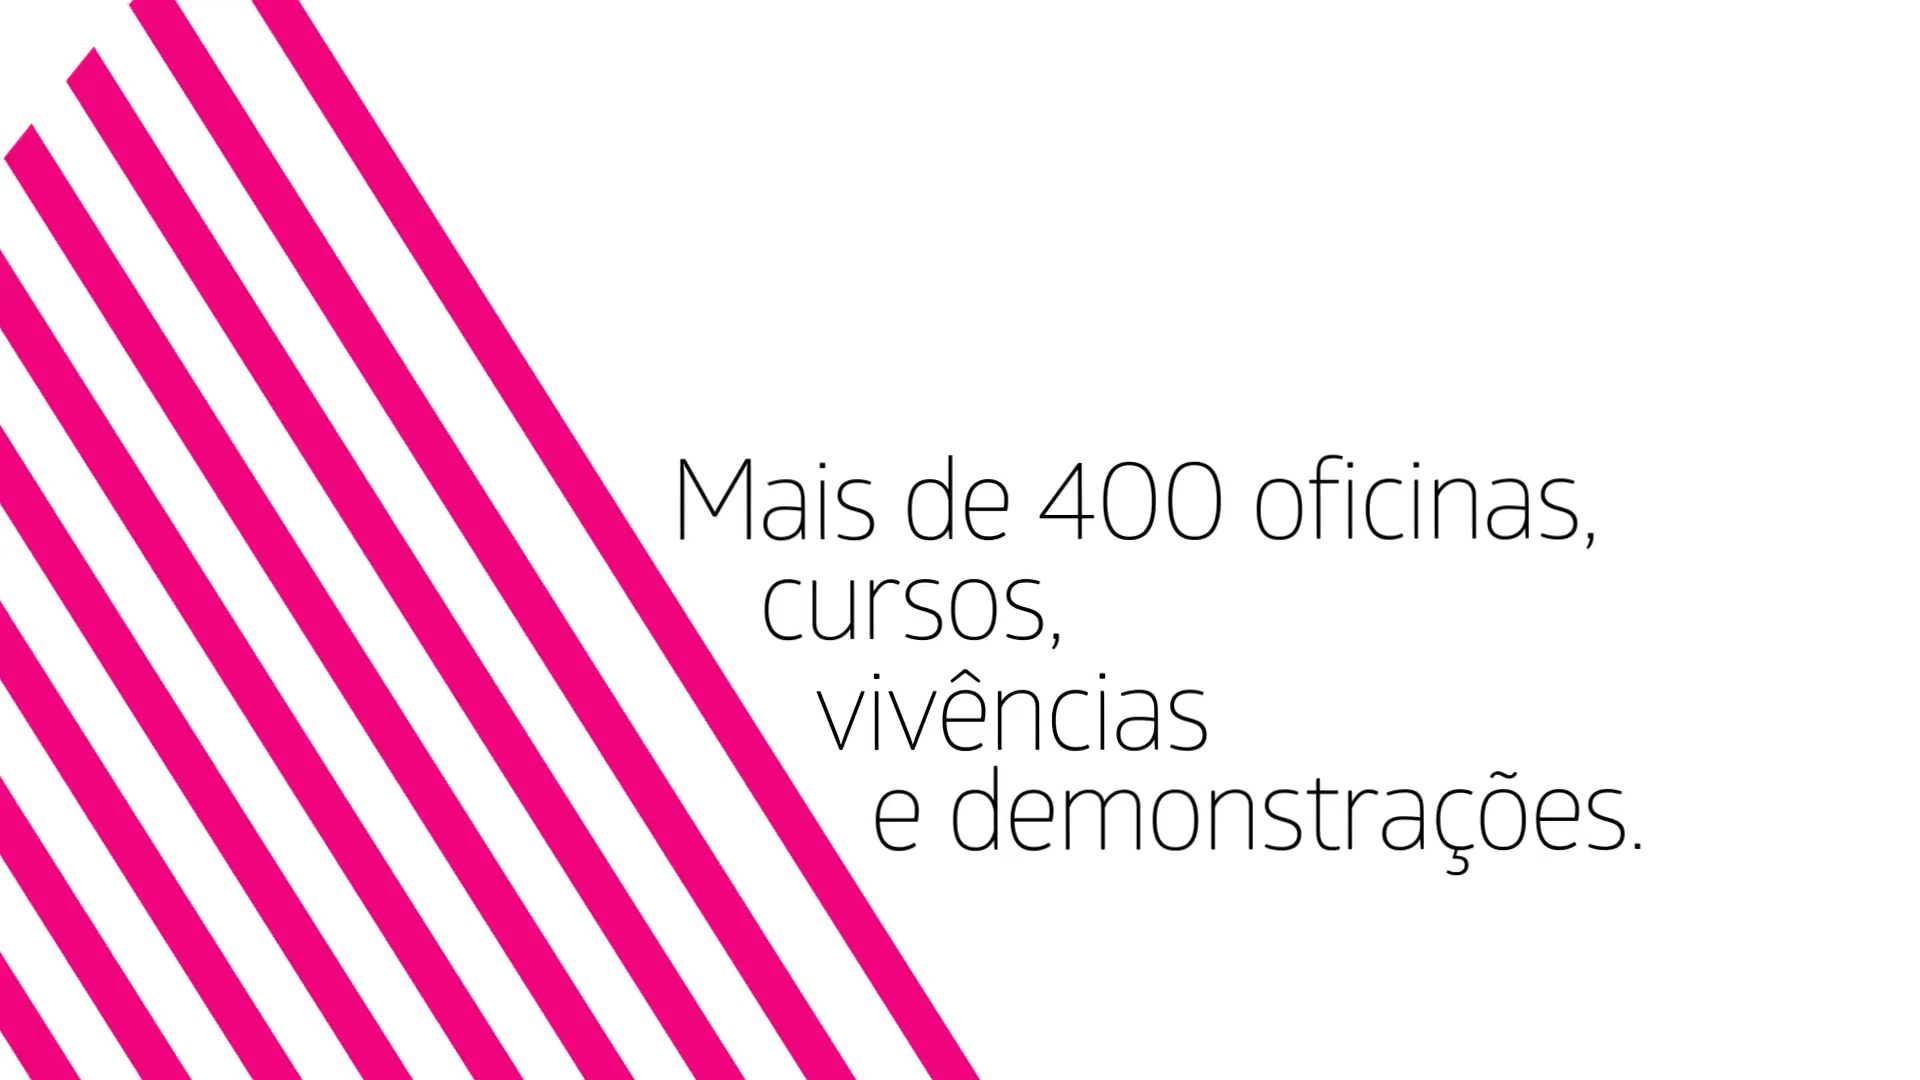 Mais de 400 oficinas,
cursos,
vivências
e demonstrações.